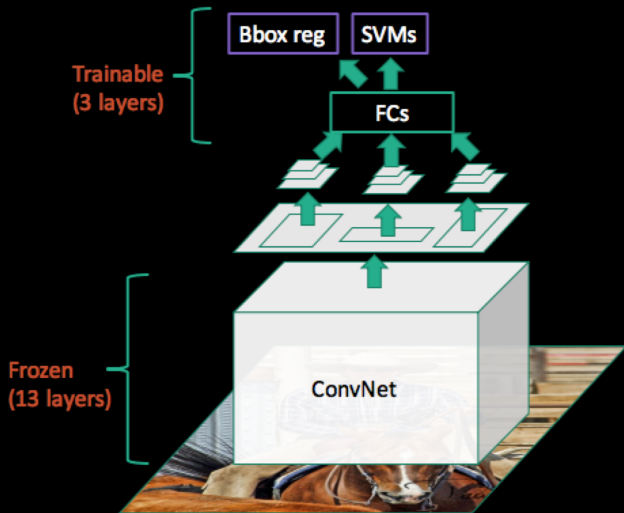 Bbox reg
SVMs
Trainable
(3 layers)
FCs
Frozen
(13 layers)
ConvNet